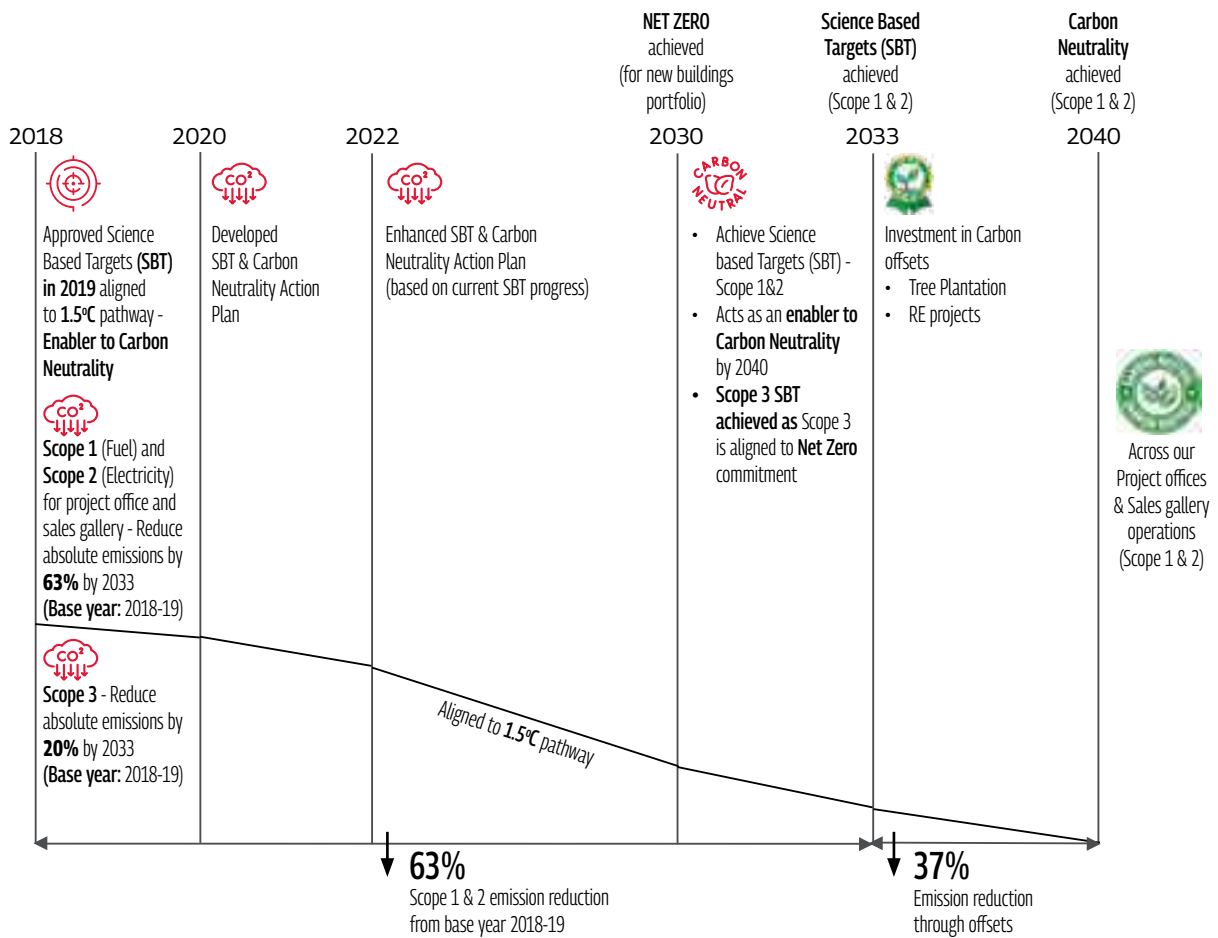 NET ZERO
achieved
(for new buildings
portfolio)
Science Based
Targets (SBT)
achieved
(Scope 1 & 2)
Carbon
Neutrality
achieved
(Scope 1 & 2)
2018
2020
2022
2030
2033
2040
Approved Science
Based Targets (SBT)
in 2019 aligned
to 1.5°C pathway -
Enabler to Carbon
Neutrality
CO²
Scope 1 (Fuel) and
Scope 2 (Electricity)
for project office and
sales gallery - Reduce
absolute emissions by
63% by 2033
(Base year: 2018-19)
CO²
Scope 3 - Reduce
absolute emissions by
20% by 2033
(Base year: 2018-19)
CO²
Developed
SBT & Carbon
Neutrality Action
Plan
CO²
Enhanced SBT & Carbon
Neutrality Action Plan
(based on current SBT progress)
CARBON
NEUTRAL
• Achieve Science
based Targets (SBT) -
Scope 1&2
• Acts as an enabler to
Carbon Neutrality
by 2040
• Scope 3 SBT
achieved as Scope 3
is aligned to Net Zero
commitment
Investment in Carbon
offsets
• Tree Plantation
• RE projects
Across our
Project offices
& Sales gallery
operations
(Scope 1 & 2)
Aligned to 1.5°C pathway
63%
Scope 1 & 2 emission reduction
from base year 2018-19
37%
Emission reduction
through offsets